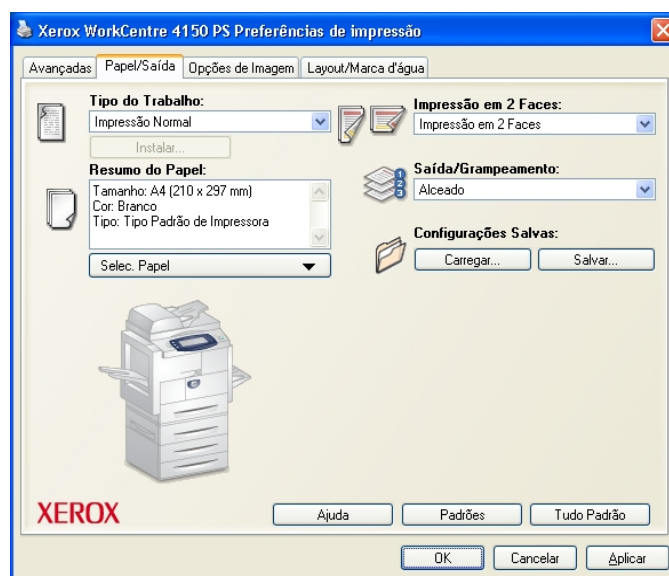 Xerox WorkCentre 4150 PS Preferências de impressão
Avançadas Papel/Saída Opções de Imagem Layout/Marca d'água
Tipo do Trabalho:
Impressão Normal
Instalar...
Resumo do Papel:
Tamanho: A4 (210 x 297 mm)
Cor: Branco
Tipo: Tipo Padrão de Impressora
Selec. Papel
Impressão em 2 Faces:
Impressão em 2 Faces
Saída/Grampeamento:
1
2
3
Alceado
Configurações Salvas:
Carregar... Salvar...
XEROX
Ajuda Padrões Tudo Padrão
OK Cancelar Aplicar